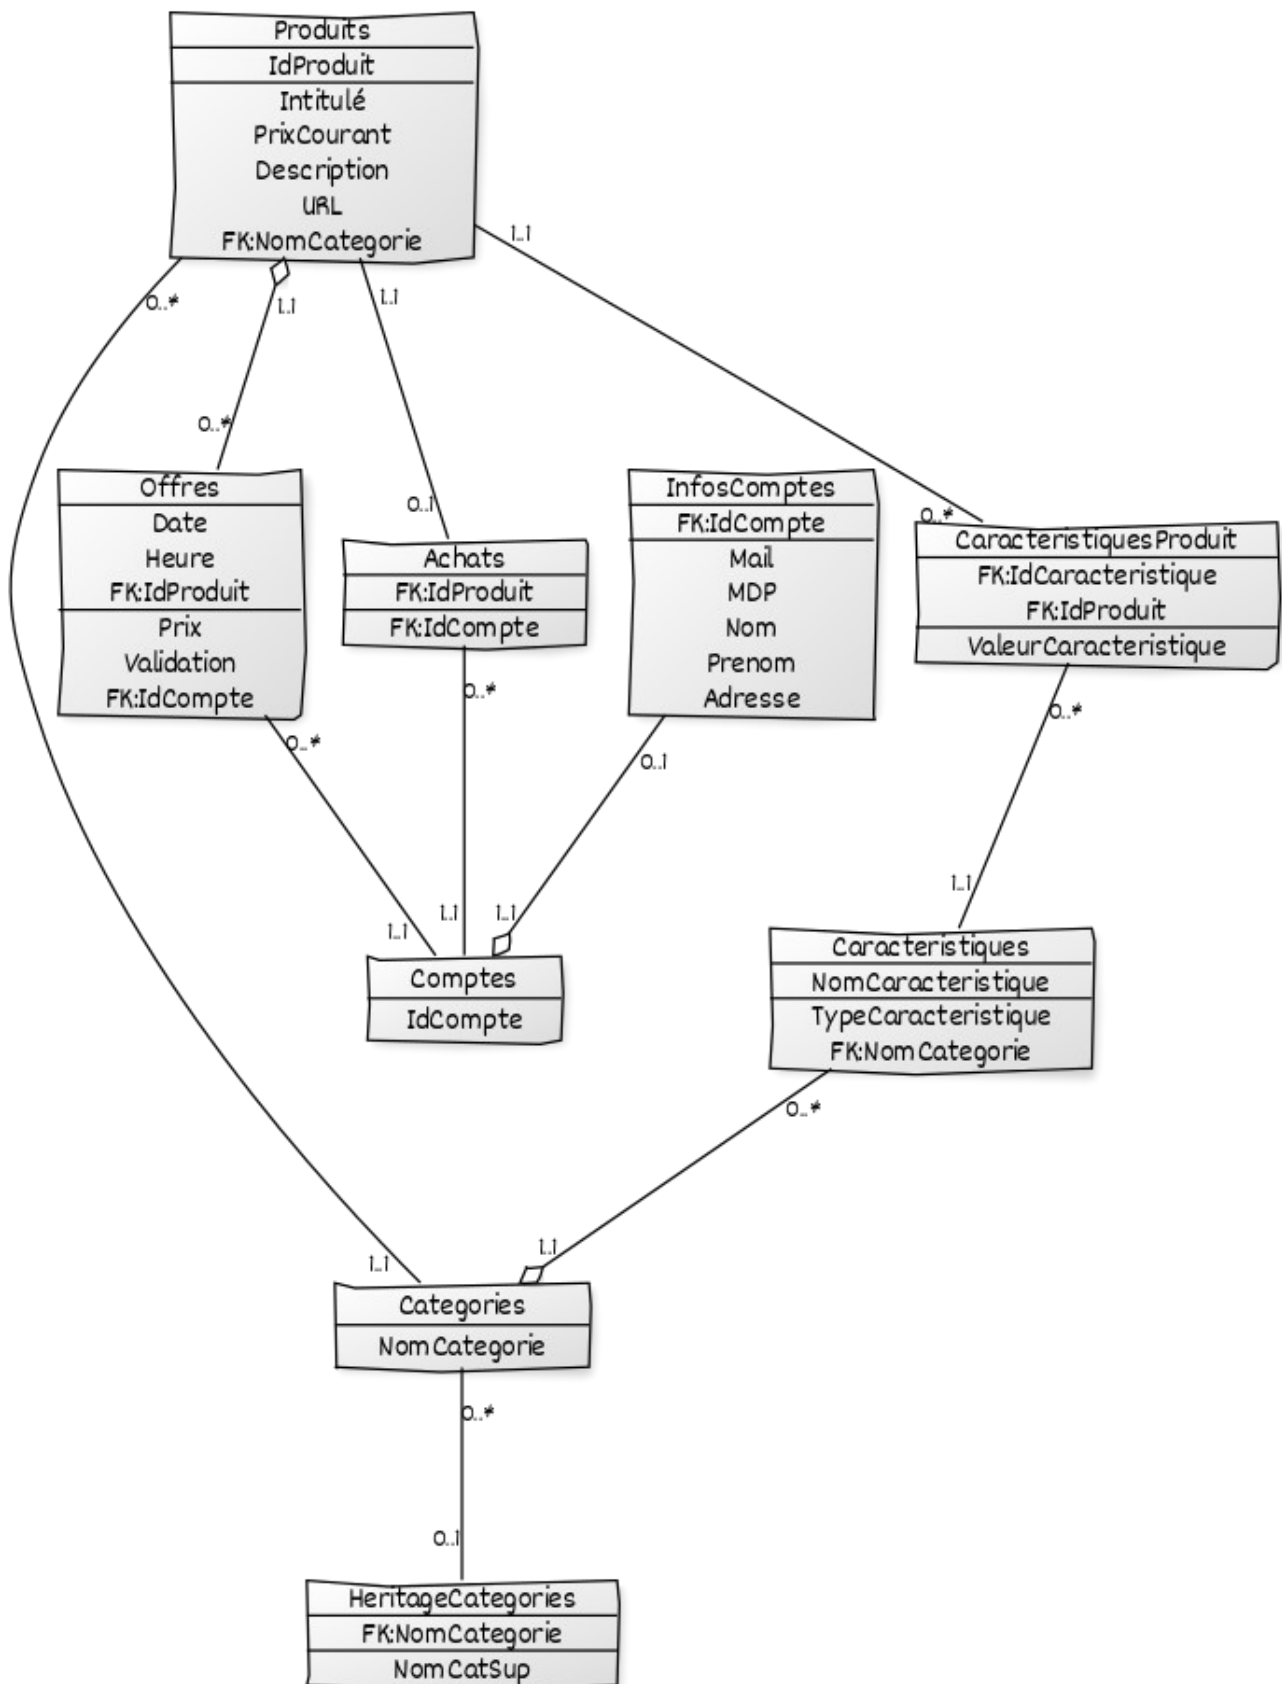 Produits
IdProduit
Intitulé
PrixCourant
Description
URL
FK:NomCategorie
1..1
0..*
1..1
1..1
0..*
0..1
0..*
Offres
Date
Heure
FK:IdProduit
Prix
Validation
FK:IdCompte
Achats
FK:IdProduit
FK:IdCompte
InfosComptes
FK:IdCompte
Mail
MDP
Nom
Prenom
Adresse
CaracteristiquesProduit
FK:IdCaracteristique
FK:IdProduit
ValeurCaracteristique
0..*
0..*
0..1
0..*
1..1
1..1
1..1
1..1
Comptes
IdCompte
Caracteristiques
NomCaracteristique
TypeCaracteristique
FK:NomCategorie
0..*
1..1
1..1
Categories
NomCategorie
0..*
0..1
HeritageCategories
FK:NomCategorie
NomCatSup